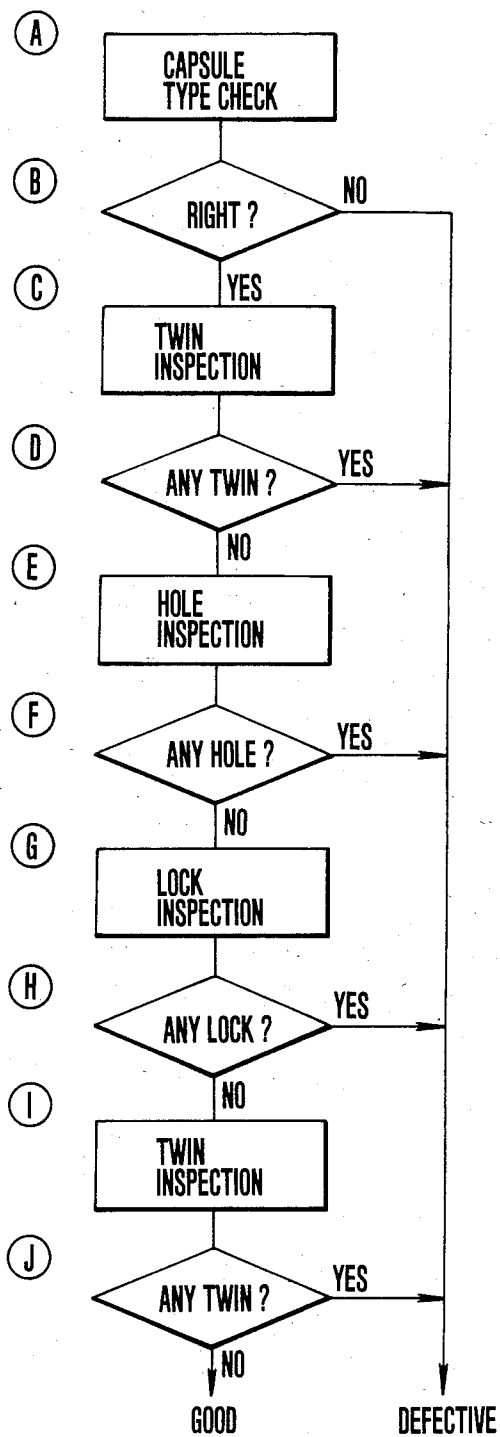 A
CAPSULE
TYPE CHECK
B
RIGHT ?
NO
C
YES
TWIN
INSPECTION
D
ANY TWIN ?
YES
NO
E
HOLE
INSPECTION
F
ANY HOLE ?
YES
NO
G
LOCK
INSPECTION
H
ANY LOCK ?
YES
NO
I
TWIN
INSPECTION
J
ANY TWIN ?
YES
NO
GOOD
DEFECTIVE